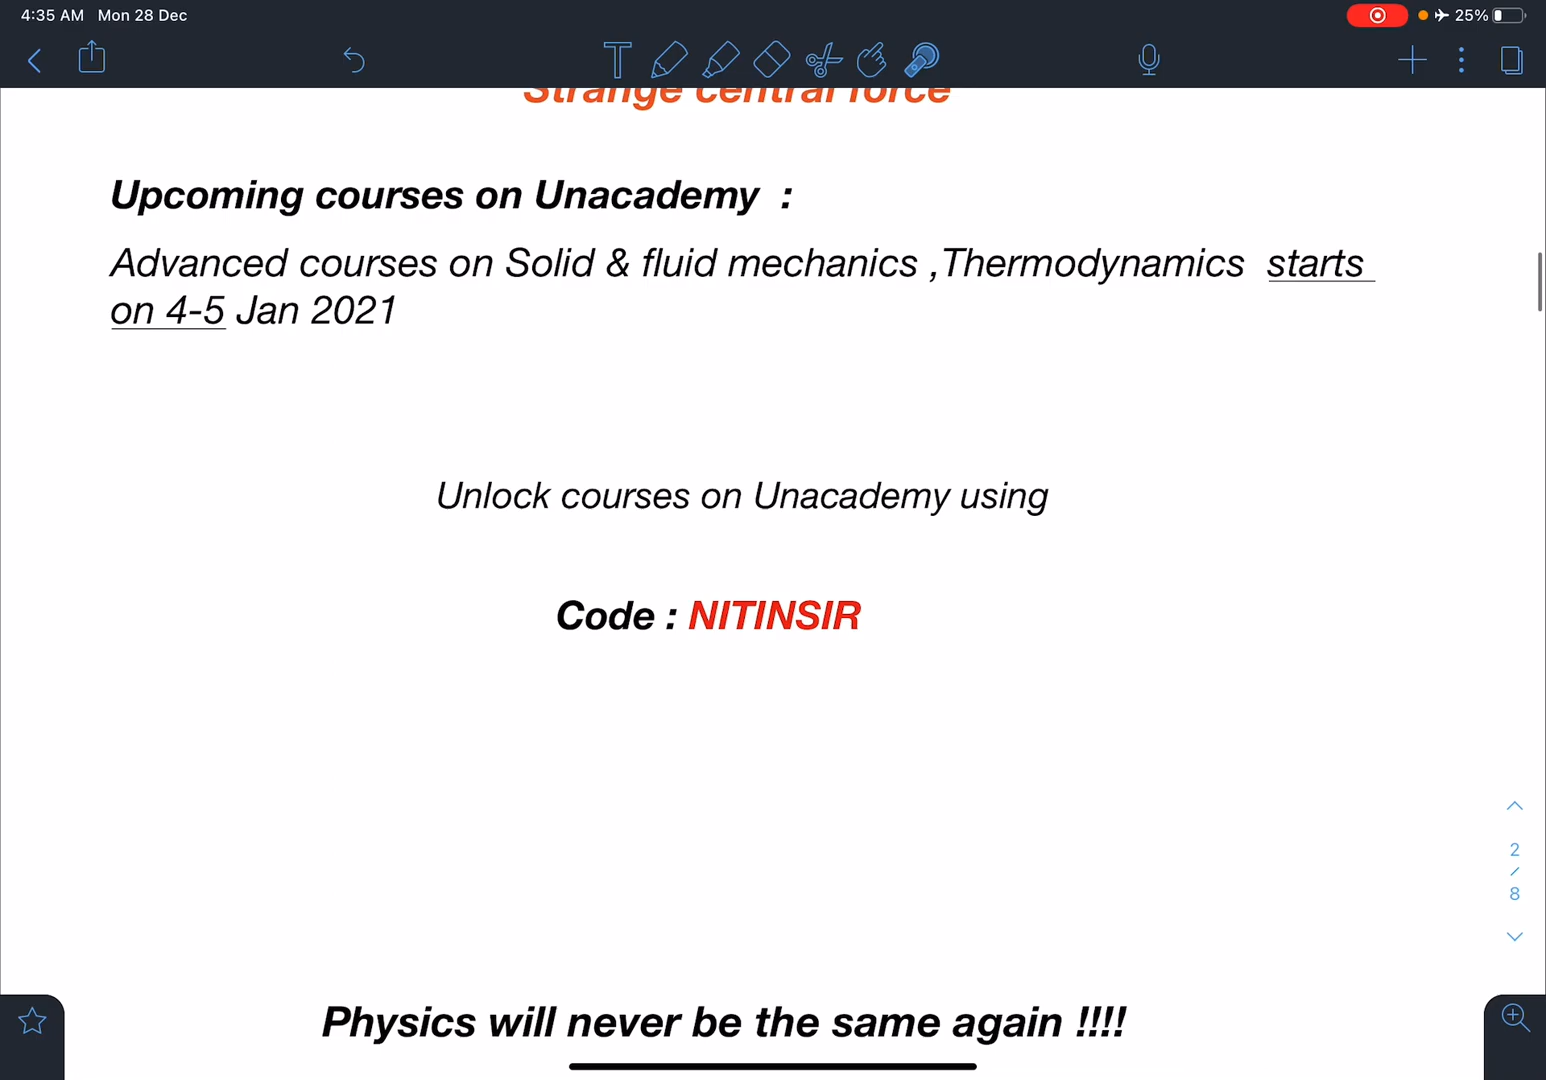 4:35 AM Mon 28 Dec
25%
Strange central force
Upcoming courses on Unacademy :
Advanced courses on Solid & fluid mechanics ,Thermodynamics starts
on 4-5 Jan 2021
Unlock courses on Unacademy using
Code : NITINSIR
2
/
8
Physics will never be the same again !!!!